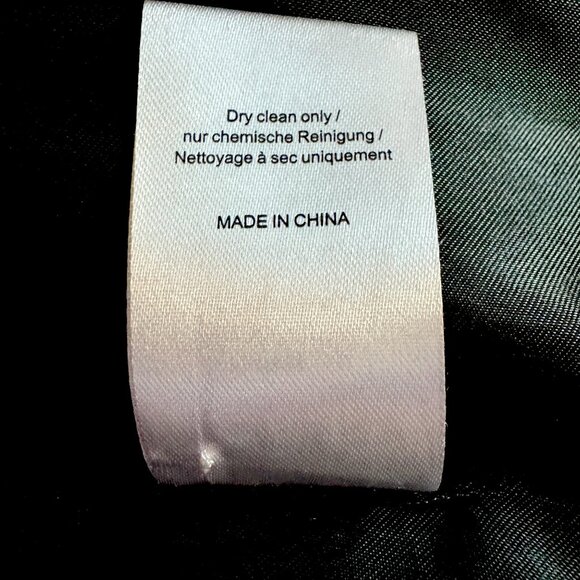 Dry clean only /
nur chemische Reinigung /
Nettoyage à sec uniquement
MADE IN CHINA